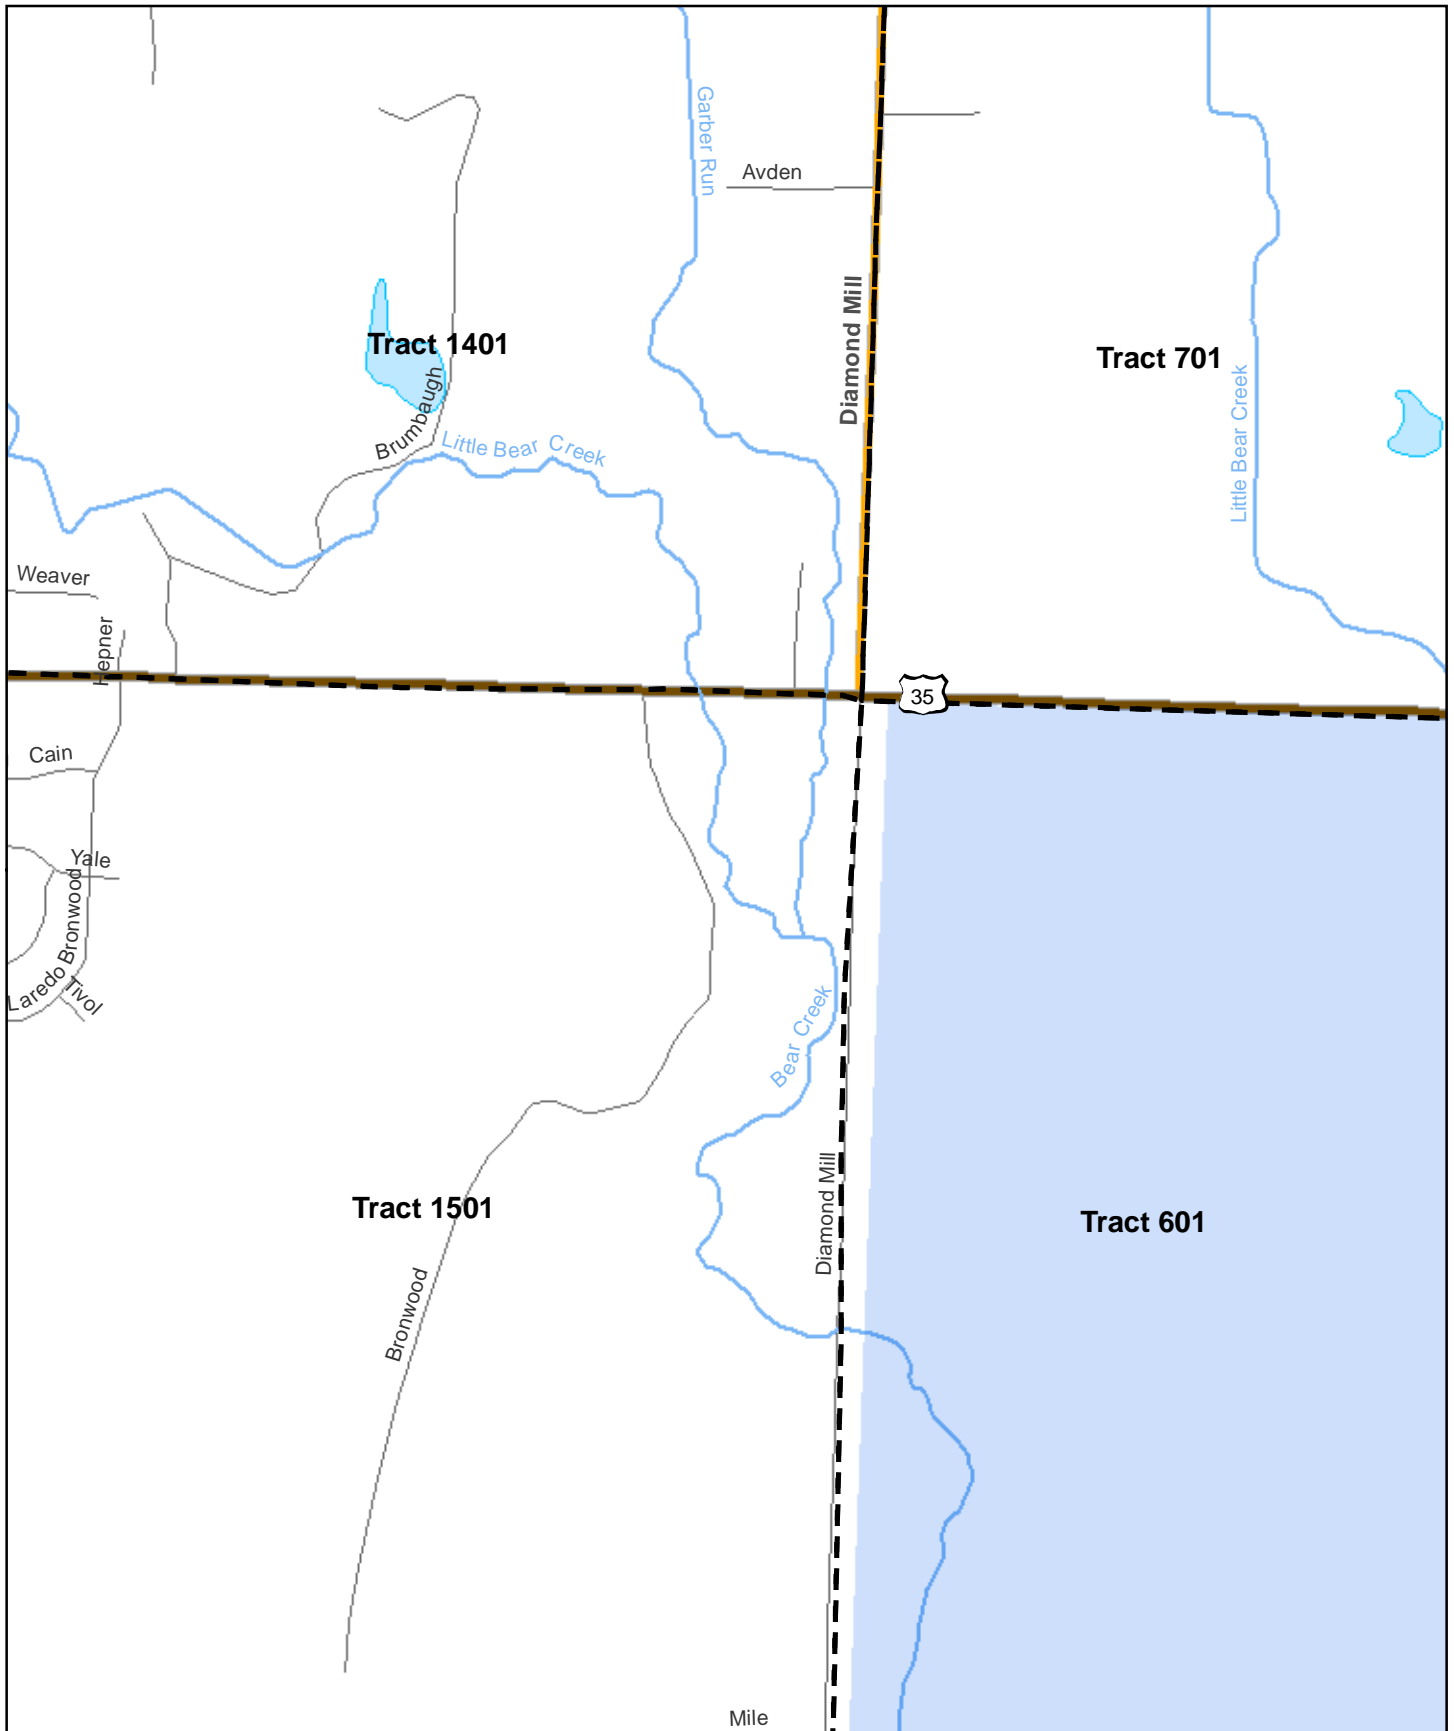 Garber Run
Avden
Diamond Mill
Tract 1401
Tract 701
Brumbaugh
Little Bear Creek
Little Bear Creek
Weaver
Hepner
35
Cain
Yale
Bronwood
Laredo
Tivol
Bear Creek
Diamond Mill
Tract 1501
Tract 601
Bronwood
Mile